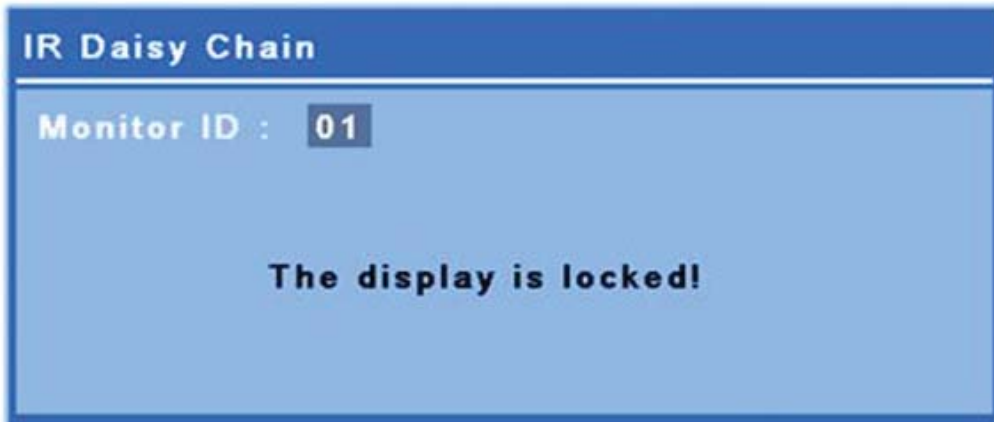 IR Daisy Chain
Monitor ID : 01
The display is locked!